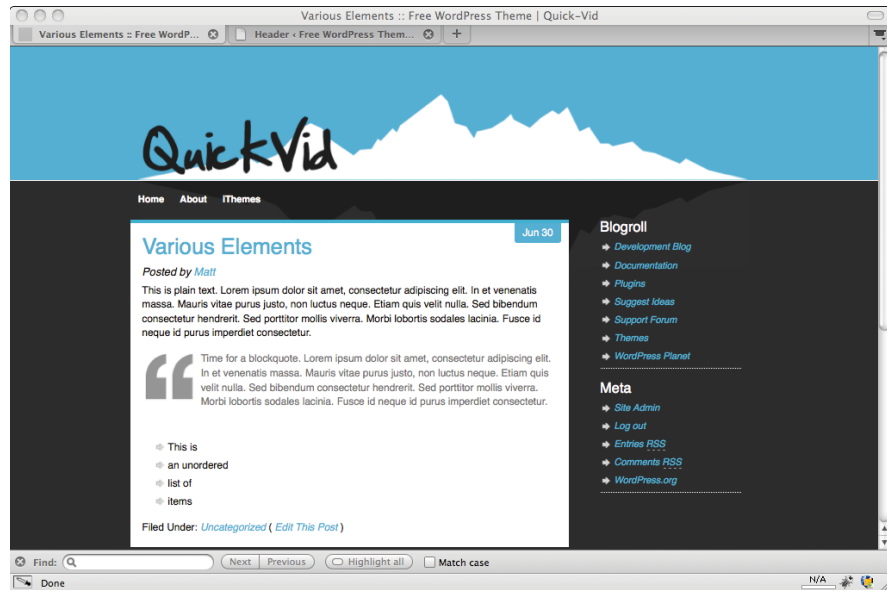 Various Elements :: Free WordPress Theme | Quick-Vid
Various Elements :: Free WordP...
Header ‹ Free WordPress Them...
QuickVid
Home About iThemes
Jun 30
Various Elements
Posted by Matt
This is plain text. Lorem ipsum dolor sit amet, consectetur adipiscing elit. In et venenatis
massa. Mauris vitae purus justo, non luctus neque. Etiam quis velit nulla. Sed bibendum
consectetur hendrerit. Sed porttitor mollis viverra. Morbi lobortis sodales lacinia. Fusce id
neque id purus imperdiet consectetur.
Time for a blockquote. Lorem ipsum dolor sit amet, consectetur adipiscing elit.
In et venenatis massa. Mauris vitae purus justo, non luctus neque. Etiam quis
velit nulla. Sed bibendum consectetur hendrerit. Sed porttitor mollis viverra.
Morbi lobortis sodales lacinia. Fusce id neque id purus imperdiet consectetur.
This is
an unordered
list of
items
Filed Under: Uncategorized ( Edit This Post )
Blogroll
Development Blog
Documentation
Plugins
Suggest Ideas
Support Forum
Themes
WordPress Planet
Meta
Site Admin
Log out
Entries RSS
Comments RSS
WordPress.org
Find: Next Previous Highlight all Match case
Done N/A